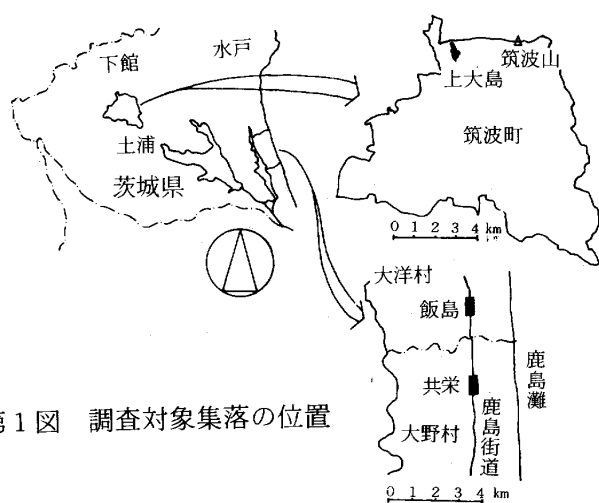 下館
水戸
土浦
茨城県
筑波山
上大島
筑波町
0 1 2 3 4 km
大洋村
飯島
共栄
大野村
鹿島街道
鹿島灘
0 1 2 3 4 km
第1図 調査対象集落の位置